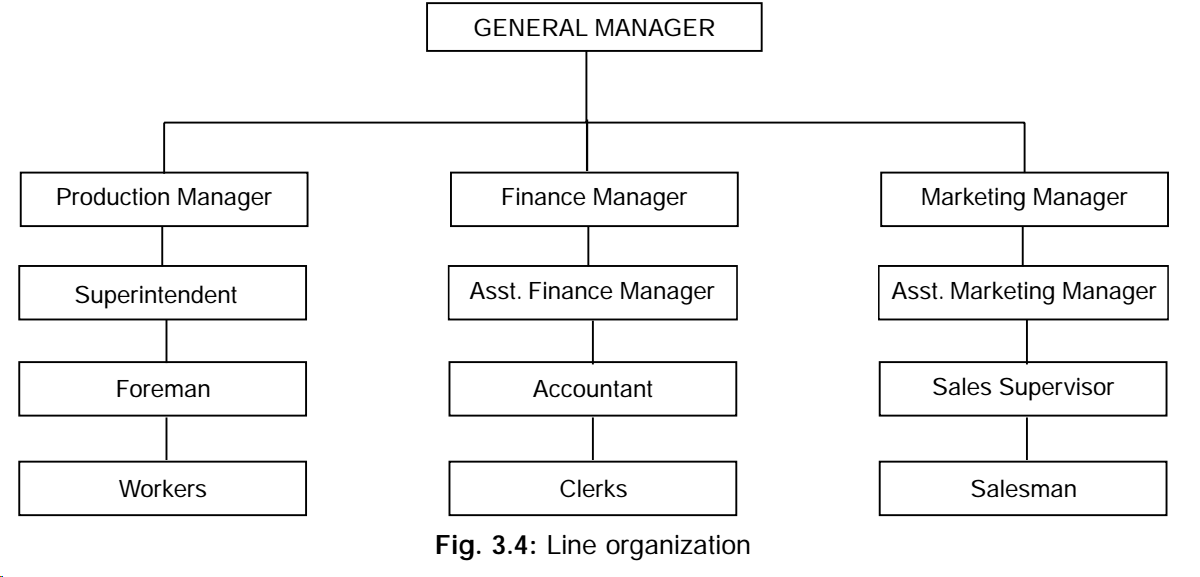 GENERAL MANAGER
Production Manager
Finance Manager
Marketing Manager
Superintendent
Asst. Finance Manager
Asst. Marketing Manager
Foreman
Accountant
Sales Supervisor
Workers
Clerks
Salesman
Fig. 3.4: Line organization